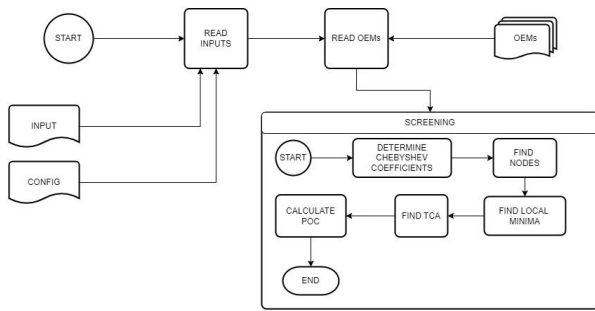 START
READ
INPUTS
READ OEMs
OEMs
INPUT
CONFIG
SCREENING
START
DETERMINE
CHEBYSHEV
COEFFICIENTS
FIND
NODES
CALCULATE
POC
FIND TCA
FIND LOCAL
MINIMA
END